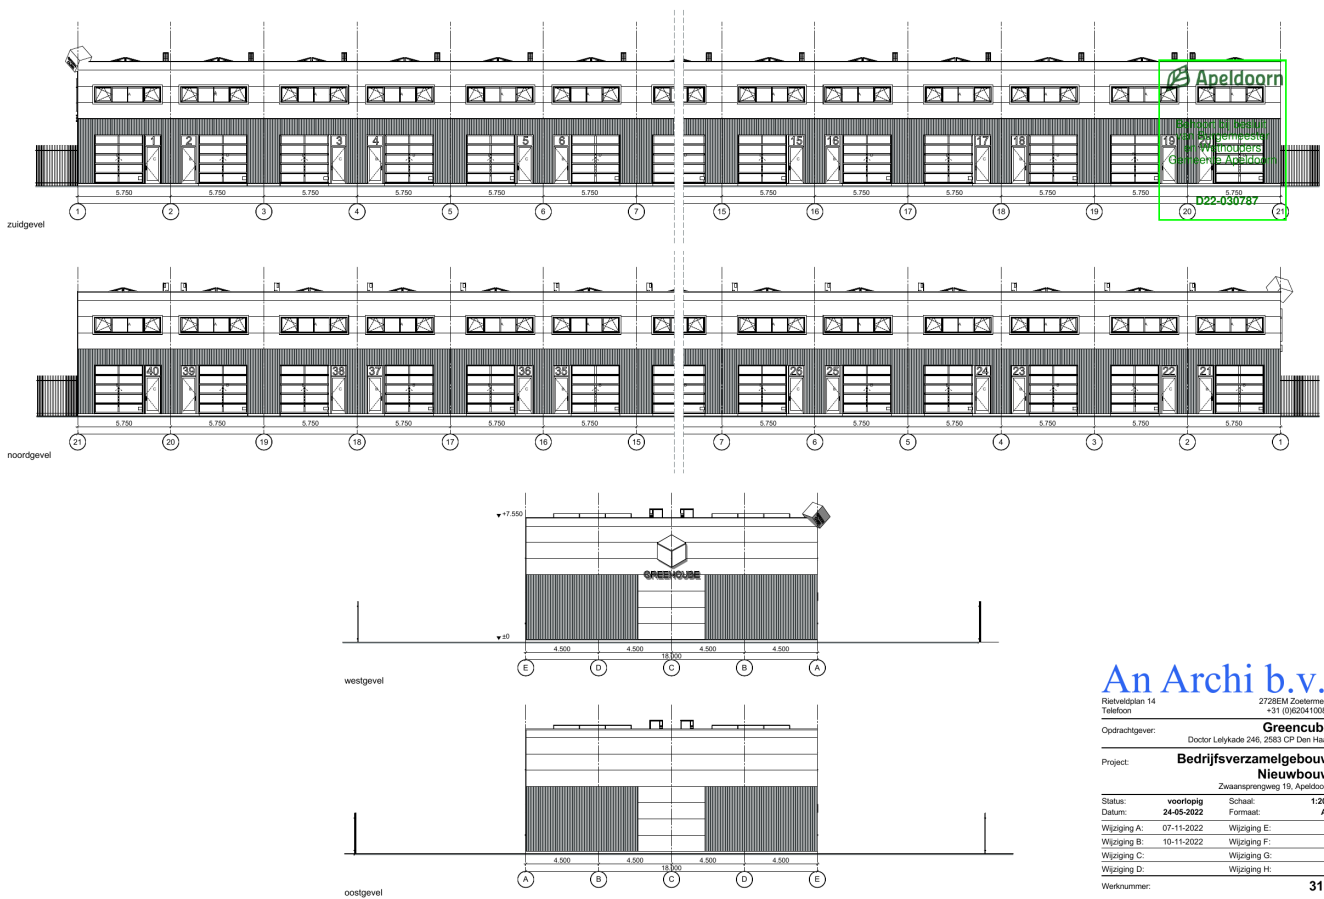 1 2 3 4 5 6 15 16 17 18 19
Apeldoorn
Behoort bij besluit
van Burgemeester
en Wethouders
Gemeente Apeldoorn
D22-030787
5.750 5.750 5.750 5.750 5.750 5.750 5.750 5.750 5.750 5.750 5.750 5.750
1 2 3 4 5 6 7 15 16 17 18 19 20 21
zuidgevel
40 39 38 37 36 35 26 25 24 23 22 21
5.750 5.750 5.750 5.750 5.750 5.750 5.750 5.750 5.750 5.750 5.750 5.750
21 20 19 18 17 16 15 7 6 5 4 3 2 1
noordgevel
+7.550
GREENCUBE
±0
4.500 4.500 4.500 4.500
18.000
E D C B A
westgevel
4.500 4.500 4.500 4.500
18.000
A B C D E
oostgevel
An Archi b.v.
Rietveldplan 14 2728EM Zoeterme
Telefoon +31 (0)62041008
Opdrachtgever: Greencub
Doctor Lelykade 246, 2583 CP Den Haa
Project: Bedrijfsverzamelgebouw
Nieuwbouw
Zwaansprengweg 19, Apeldoo
Status: voorlopig Schaal: 1:20
Datum: 24-05-2022 Formaat: A
Wijziging A: 07-11-2022 Wijziging E:
Wijziging B: 10-11-2022 Wijziging F:
Wijziging C: Wijziging G:
Wijziging D: Wijziging H:
Werknummer: 31